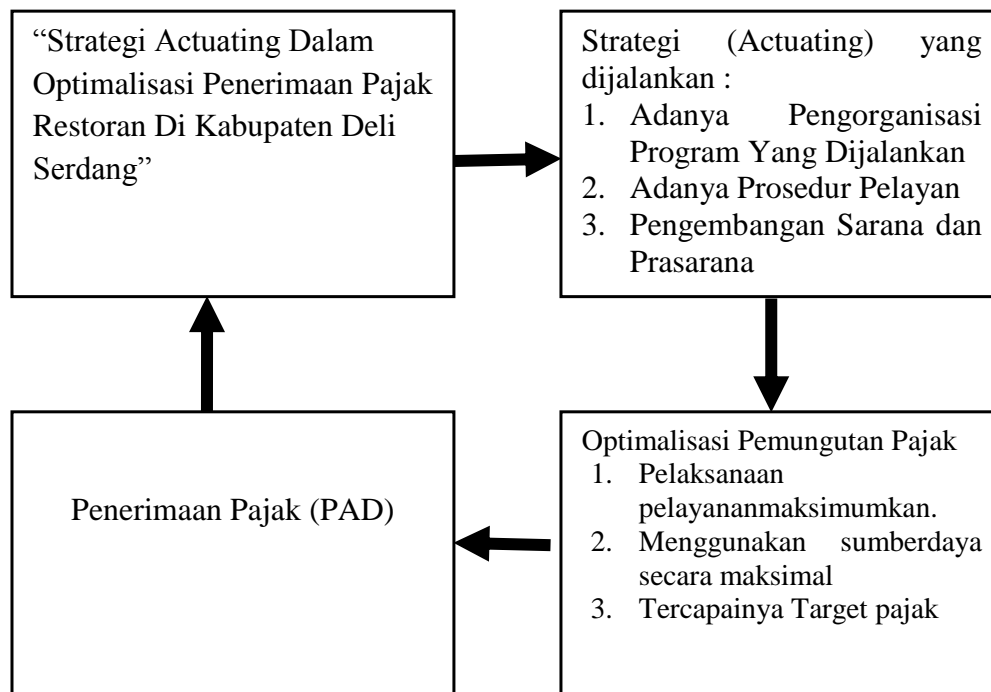 “Strategi Actuating Dalam
Optimalisasi Penerimaan Pajak
Restoran Di Kabupaten Deli
Serdang”
Strategi (Actuating) yang
dijalankan :
1. Adanya Pengorganisasi
Program Yang Dijalankan
2. Adanya Prosedur Pelayan
3. Pengembangan Sarana dan
Prasarana
Optimalisasi Pemungutan Pajak
1. Pelaksanaan
pelayananmaksimumkan.
2. Menggunakan sumberdaya
secara maksimal
3. Tercapainya Target pajak
Penerimaan Pajak (PAD)